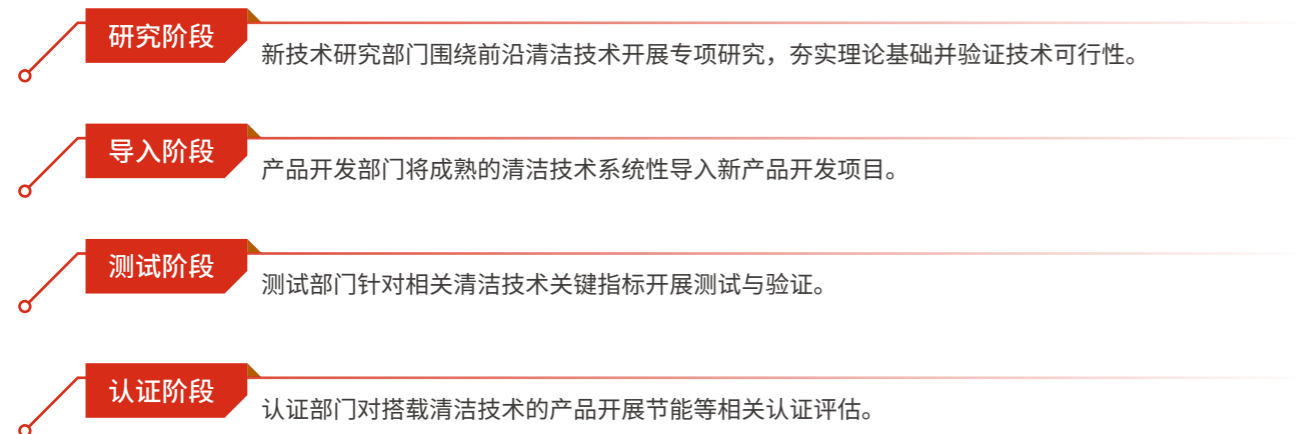 研究阶段
新技术研究部门围绕前沿清洁技术开展专项研究，夯实理论基础并验证技术可行性。
导入阶段
产品开发部门将成熟的清洁技术系统性导入新产品开发项目。
测试阶段
测试部门针对相关清洁技术关键指标开展测试与验证。
认证阶段
认证部门对搭载清洁技术的产品开展节能等相关认证评估。